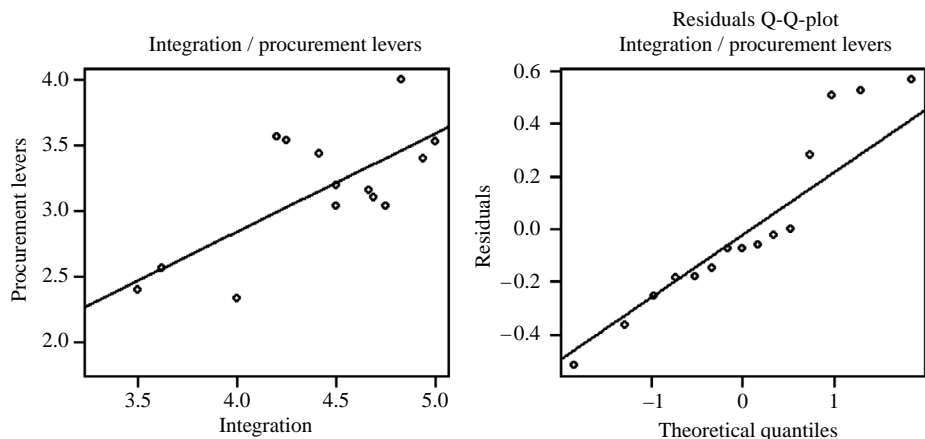 Integration / procurement levers
Procurement levers
4.0
3.5
3.0
2.5
2.0
3.5 4.0 4.5 5.0
Integration
Residuals Q-Q-plot
Integration / procurement levers
Residuals
0.6
0.4
0.2
0.0
−0.2
−0.4
−1 0 1
Theoretical quantiles